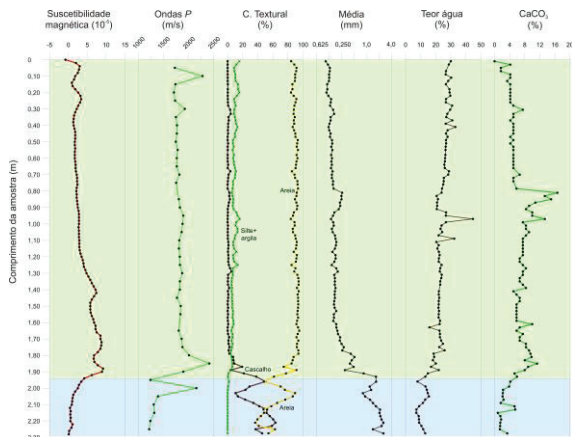 Suscetibilidade magnética (10⁻⁵)
Ondas P (m/s)
C. Textural (%)
Média (mm)
Teor água (%)
CaCO₃ (%)
-5 0 5 10 15
1000 1500 2000 2500
0 20 40 60 80 100
0,625 0,250 1,0 4,0
0 10 20 30 40 50
0 4 8 12 16 20
Comprimento da amostra (m)
0
0,10
0,20
0,30
0,40
0,50
0,60
0,70
0,80
0,90
1,00
1,10
1,20
1,30
1,40
1,50
1,60
1,70
1,80
1,90
2,00
2,10
2,20
2,30
Areia
Silte+
argila
Cascalho
Areia